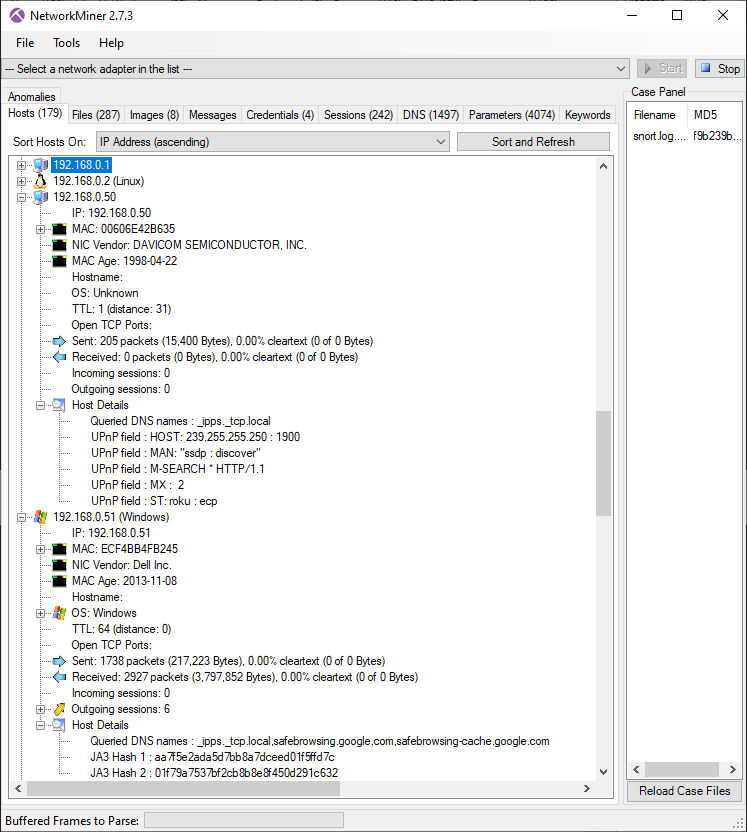 NetworkMiner 2.7.3
File Tools Help
--- Select a network adapter in the list ---
Start
Stop
Anomalies
Hosts (179) Files (287) Images (8) Messages Credentials (4) Sessions (242) DNS (1497) Parameters (4074) Keywords
Sort Hosts On: IP Address (ascending) Sort and Refresh
192.168.0.1
192.168.0.2 (Linux)
192.168.0.50
IP: 192.168.0.50
MAC: 00606E42B635
NIC Vendor: DAVICOM SEMICONDUCTOR, INC.
MAC Age: 1998-04-22
Hostname:
OS: Unknown
TTL: 1 (distance: 31)
Open TCP Ports:
Sent: 205 packets (15,400 Bytes), 0.00% cleartext (0 of 0 Bytes)
Received: 0 packets (0 Bytes), 0.00% cleartext (0 of 0 Bytes)
Incoming sessions: 0
Outgoing sessions: 0
Host Details
Queried DNS names : _ipps._tcp.local
UPnP field : HOST: 239.255.255.250 : 1900
UPnP field : MAN: "ssdp : discover"
UPnP field : M-SEARCH * HTTP/1.1
UPnP field : MX :  2
UPnP field : ST: roku : ecp
192.168.0.51 (Windows)
IP: 192.168.0.51
MAC: ECF4BB4FB245
NIC Vendor: Dell Inc.
MAC Age: 2013-11-08
Hostname:
OS: Windows
TTL: 64 (distance: 0)
Open TCP Ports:
Sent: 1738 packets (217,223 Bytes), 0.00% cleartext (0 of 0 Bytes)
Received: 2927 packets (3,797,852 Bytes), 0.00% cleartext (0 of 0 Bytes)
Incoming sessions: 0
Outgoing sessions: 6
Host Details
Queried DNS names : _ipps._tcp.local,safebrowsing.google.com,safebrowsing-cache.google.com
JA3 Hash 1 : aa7f5e2ada5d7bb8a7dceed01f5ffd7c
JA3 Hash 2 : 01f79a7537bf2cb8b8e8f450d291c632
Case Panel
Filename MD5
snort.log.... f9b239b...
Reload Case Files
Buffered Frames to Parse: